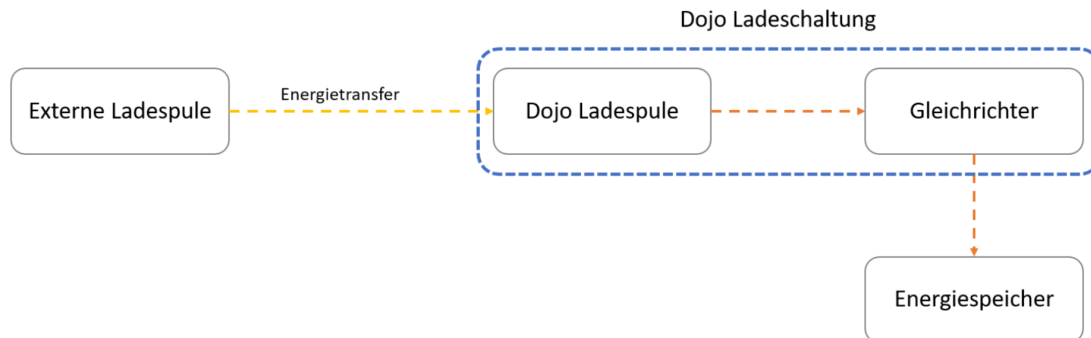 Dojo Ladeschaltung
Externe Ladespule
Energietransfer
Dojo Ladespule
Gleichrichter
Energiespeicher